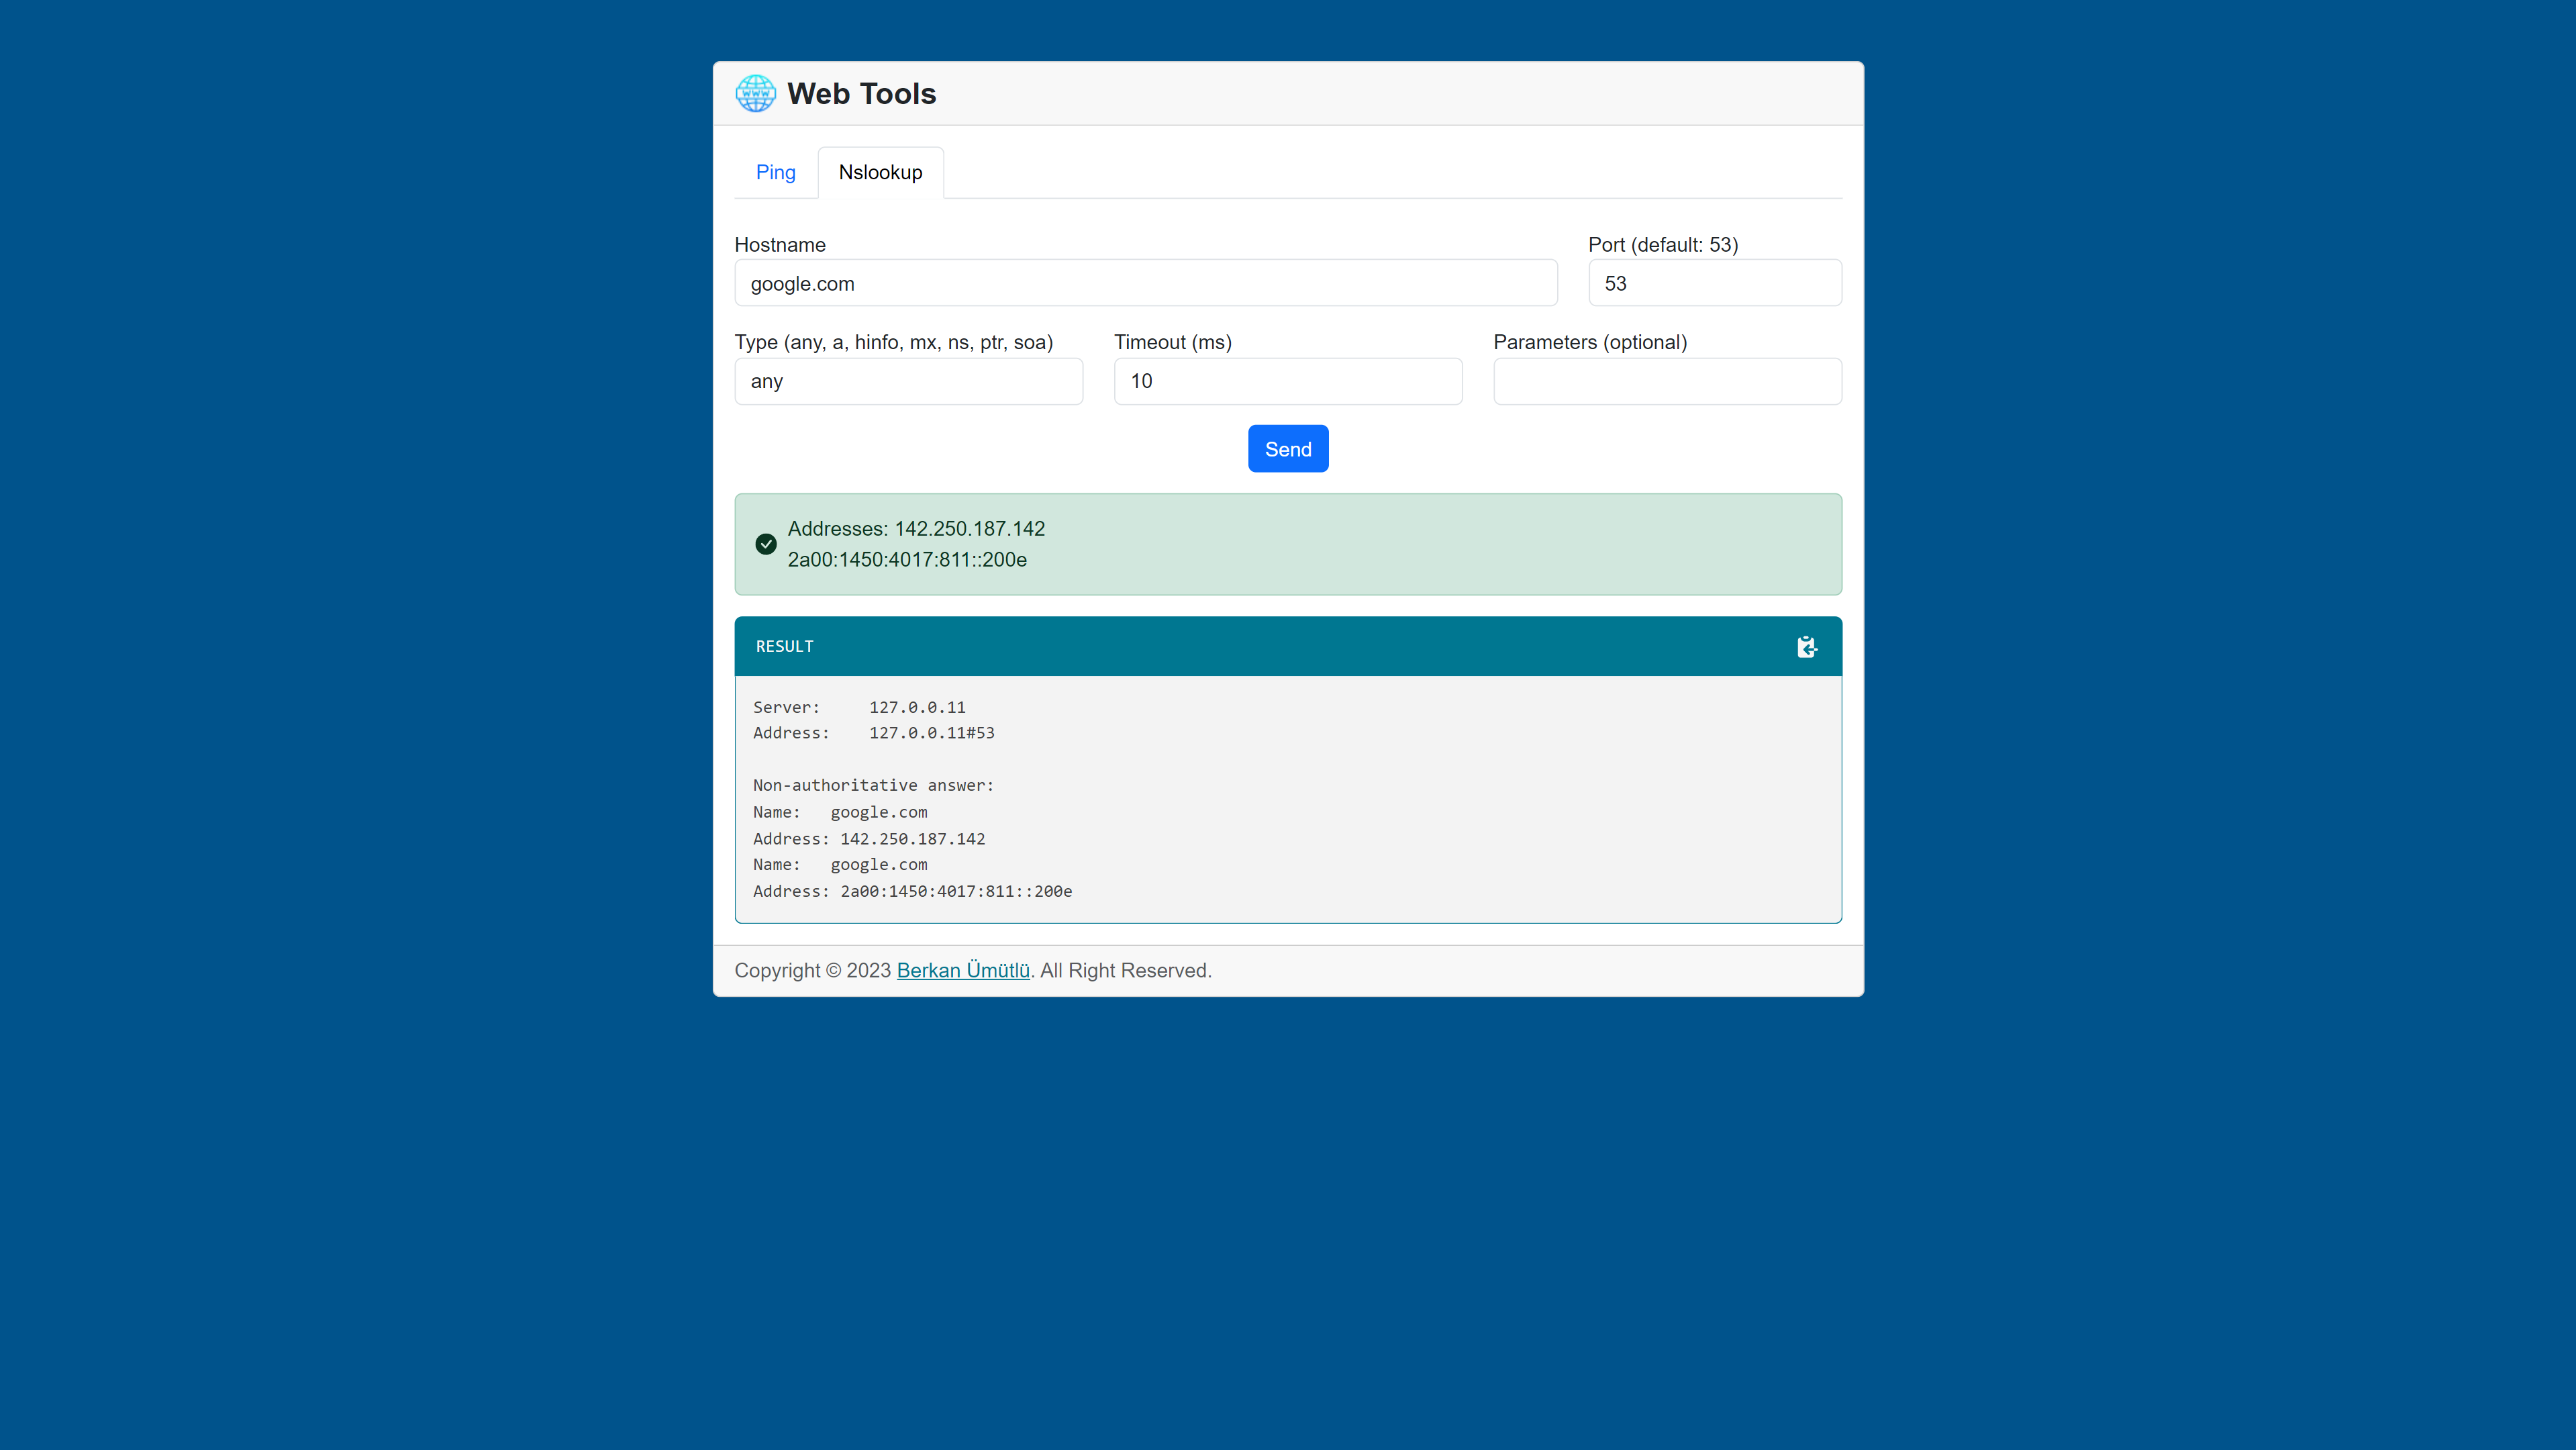 WWW
Web Tools
Ping
Nslookup
Hostname
Port (default: 53)
google.com
53
Type (any, a, hinfo, mx, ns, ptr, soa)
Timeout (ms)
Parameters (optional)
any
10
Send
Addresses: 142.250.187.142
2a00:1450:4017:811::200e
RESULT
Server: 127.0.0.11
Address: 127.0.0.11#53
Non-authoritative answer:
Name: google.com
Address: 142.250.187.142
Name: google.com
Address: 2a00:1450:4017:811::200e
Copyright © 2023 Berkan Ümütlü. All Right Reserved.